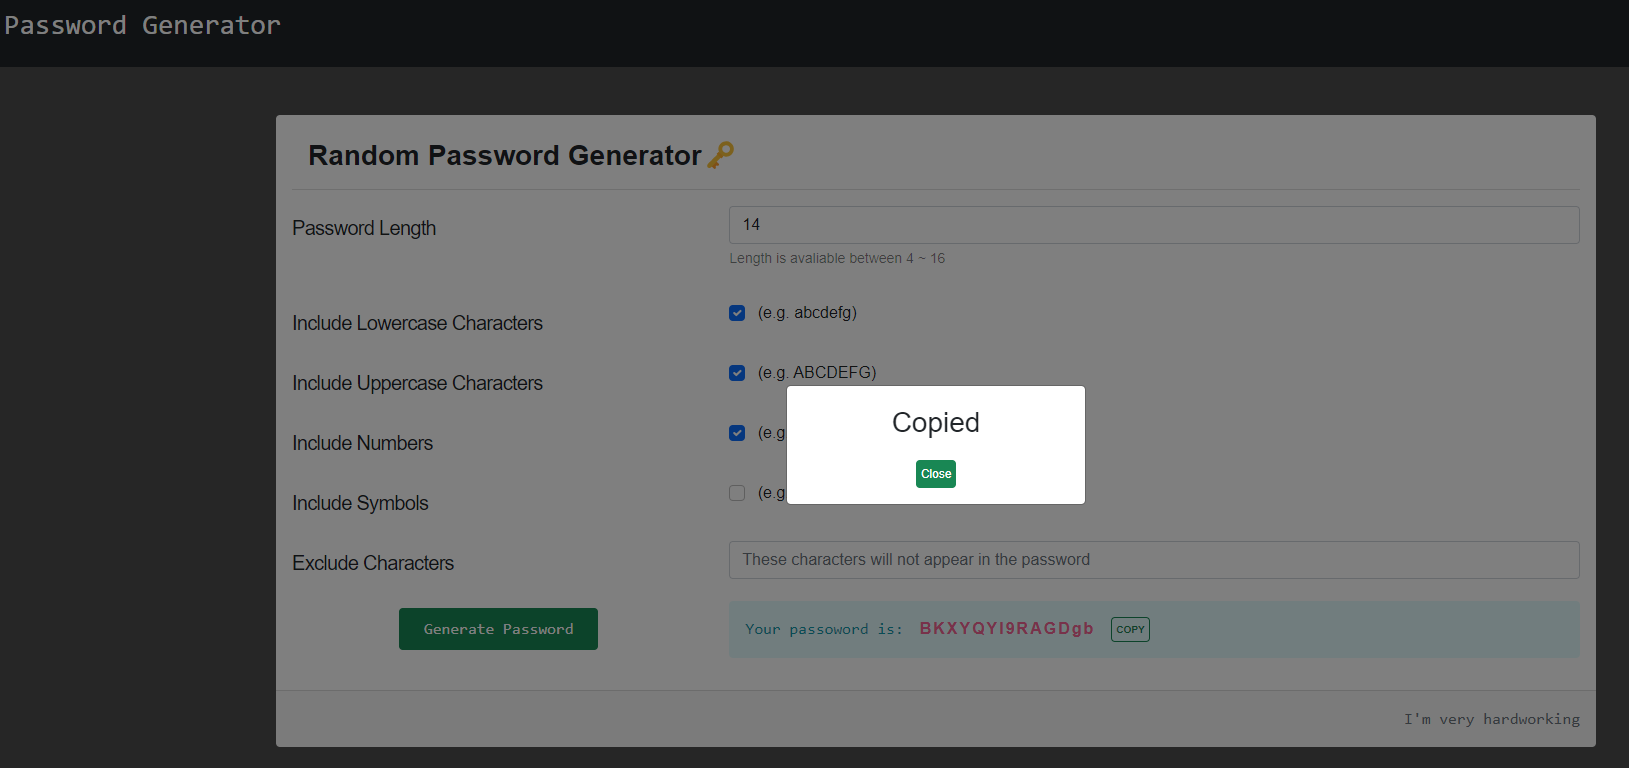 Password Generator
Random Password Generator
Password Length
14
Length is avaliable between 4 ~ 16
Include Lowercase Characters
(e.g. abcdefg)
Include Uppercase Characters
(e.g. ABCDEFG)
Copied
Include Numbers
(e.g
Close
Include Symbols
(e.g
Exclude Characters
These characters will not appear in the password
Generate Password
Your passoword is: BKXYQYI9RAGDgb COPY
I'm very hardworking